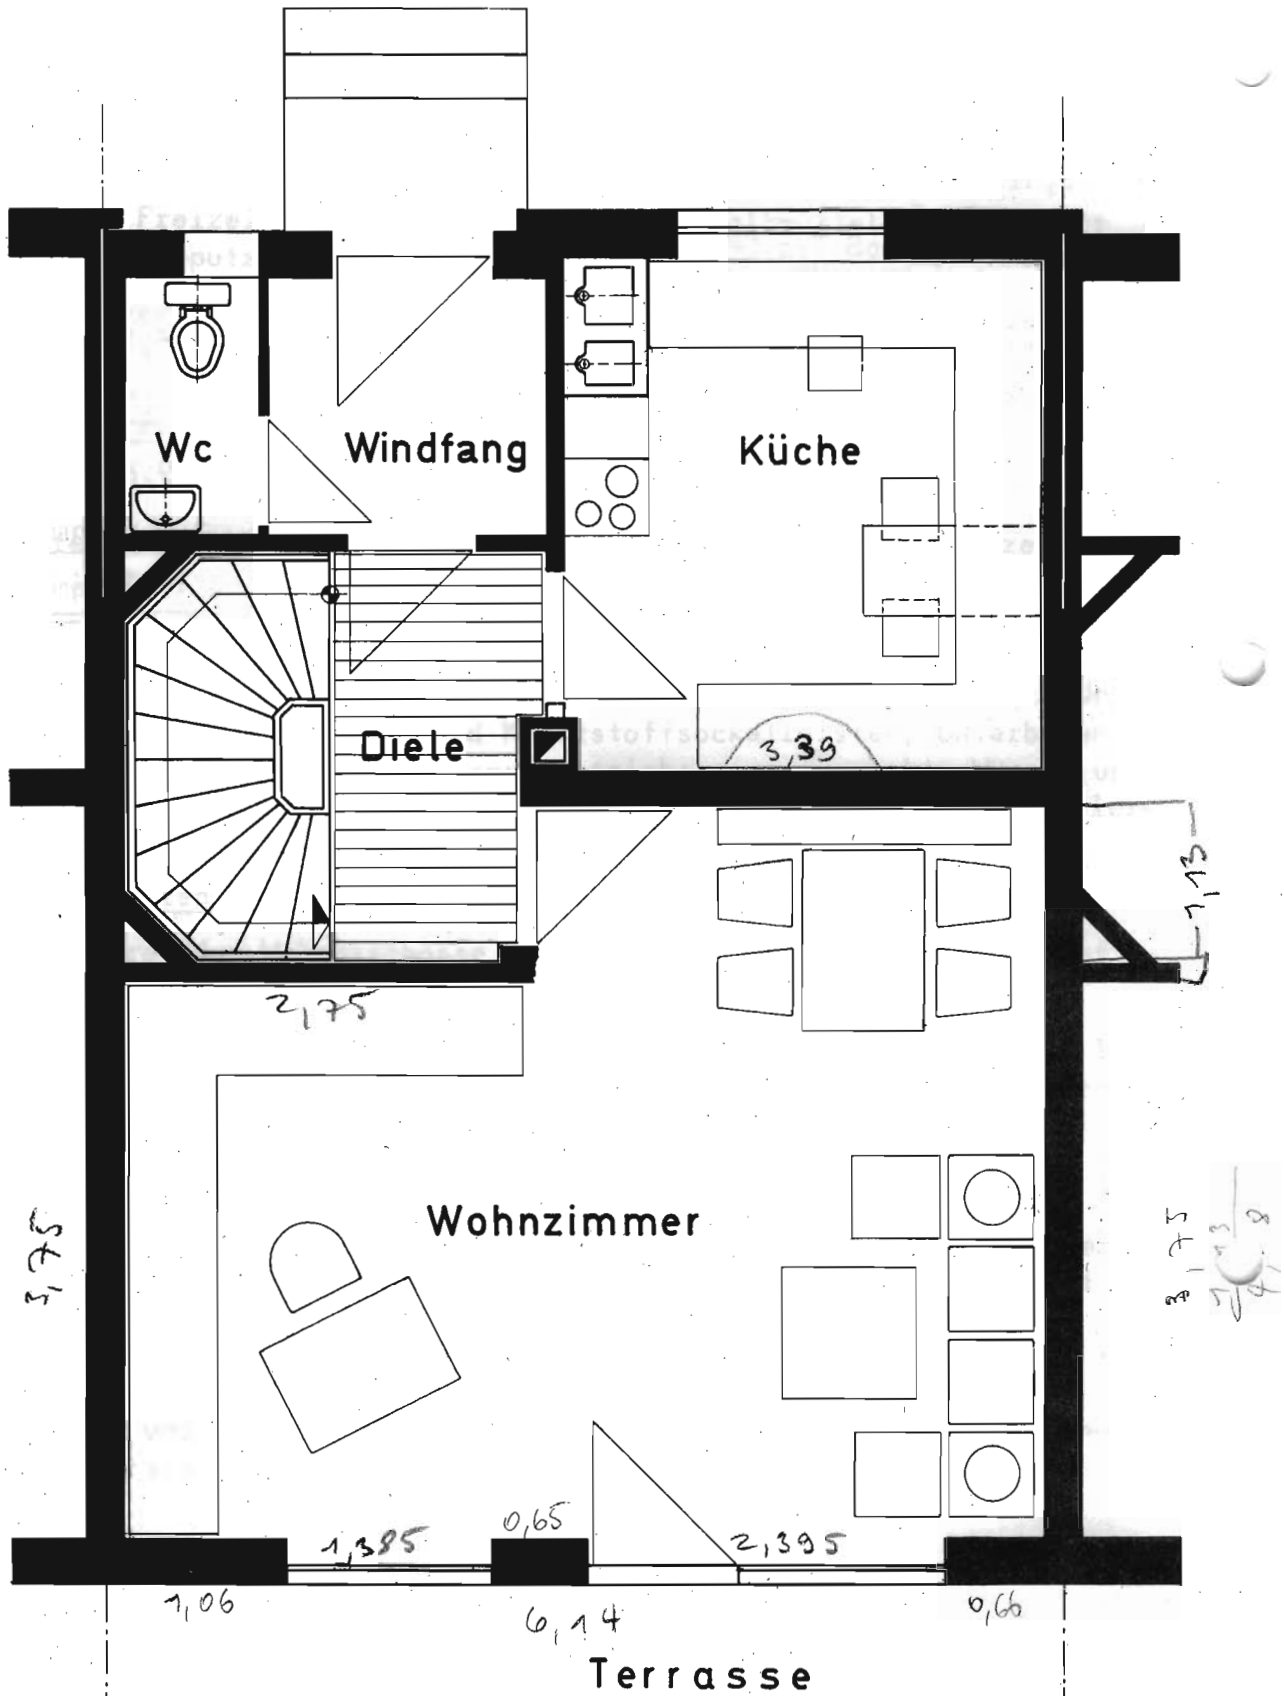 Wc
Windfang
Küche
Diele
3,39
1,13
2,75
Wohnzimmer
3,75
3,75
0,65
1,385
2,395
1,06
6,14
0,66
Terrasse